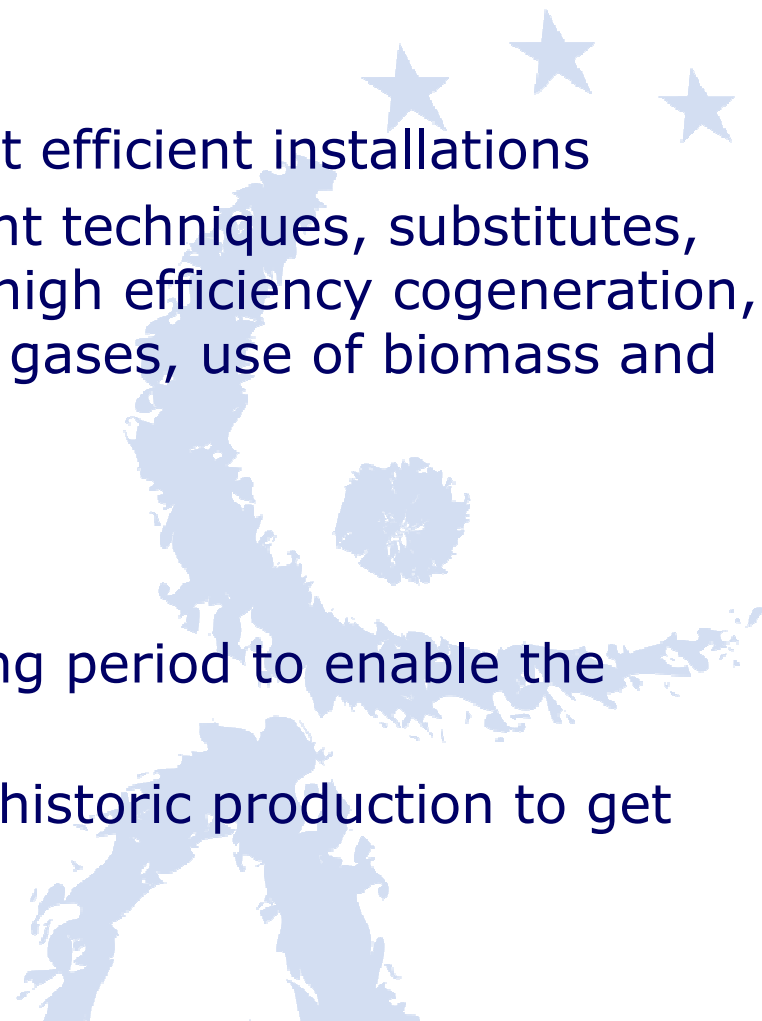 t efficient installations
nt techniques, substitutes,
high efficiency cogeneration,
gases, use of biomass and
ng period to enable the
historic production to get